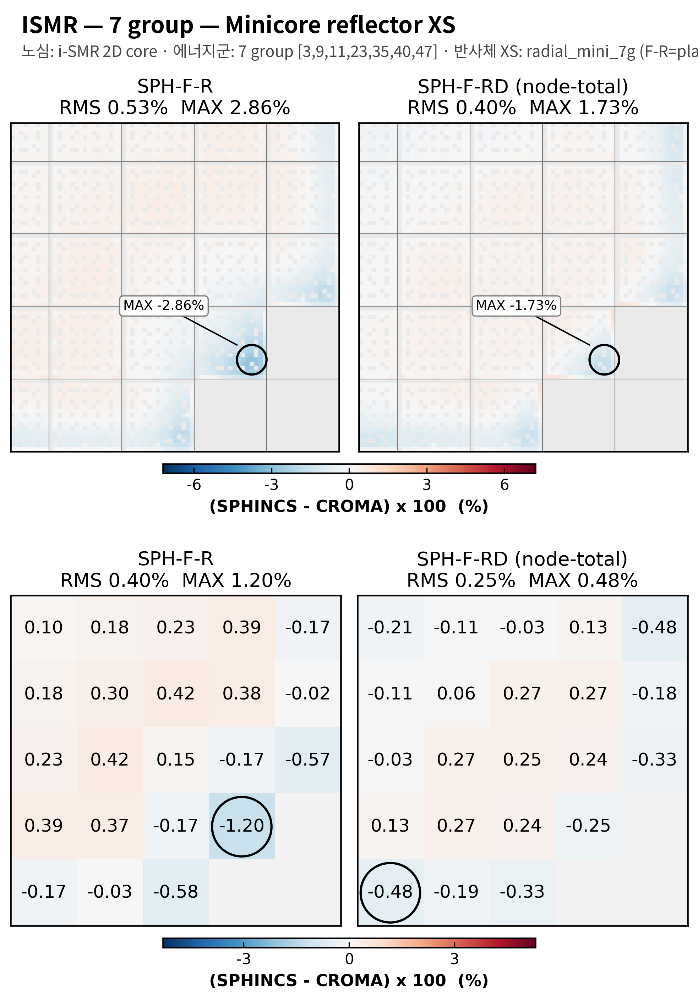 ISMR — 7 group — Minicore reflector XS
노심: i-SMR 2D core · 에너지군: 7 group [3,9,11,23,35,40,47] · 반사체 XS: radial_mini_7g (F-R=pla
SPH-F-R
RMS 0.53%  MAX 2.86%
SPH-F-RD (node-total)
RMS 0.40%  MAX 1.73%
MAX -2.86%
MAX -1.73%
-6 -3 0 3 6
(SPHINCS - CROMA) x 100  (%)
SPH-F-R
RMS 0.40%  MAX 1.20%
SPH-F-RD (node-total)
RMS 0.25%  MAX 0.48%
0.10 0.18 0.23 0.39 -0.17
0.18 0.30 0.42 0.38 -0.02
0.23 0.42 0.15 -0.17 -0.57
0.39 0.37 -0.17 -1.20
-0.17 -0.03 -0.58
-0.21 -0.11 -0.03 0.13 -0.48
-0.11 0.06 0.27 0.27 -0.18
-0.03 0.27 0.25 0.24 -0.33
0.13 0.27 0.24 -0.25
-0.48 -0.19 -0.33
-3 0 3
(SPHINCS - CROMA) x 100  (%)